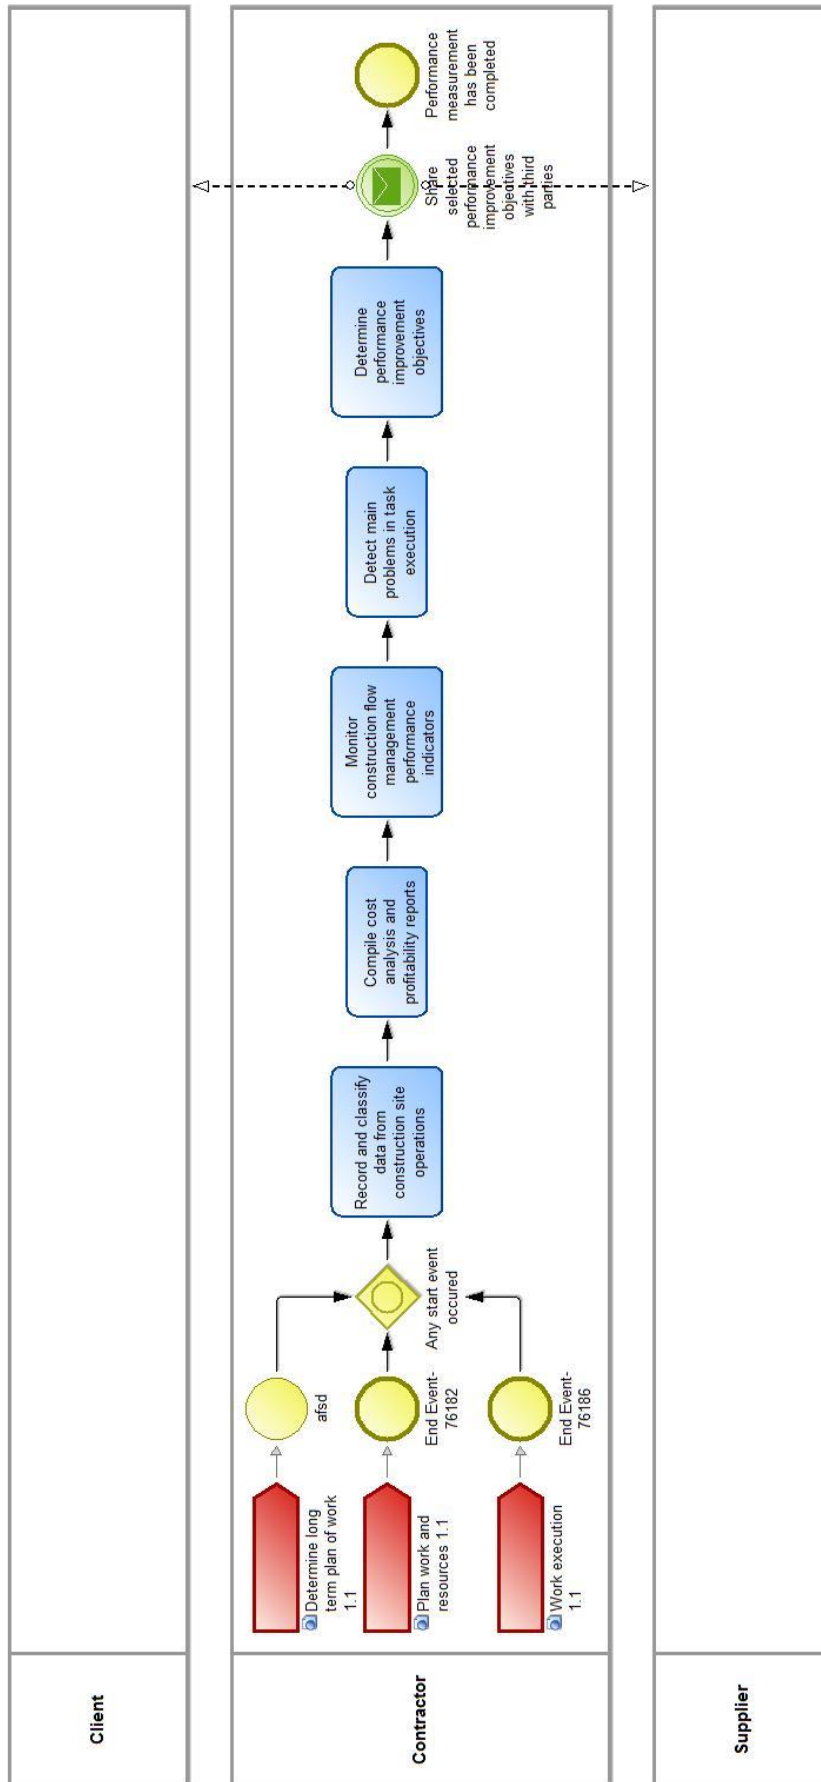 Client
Contractor
Supplier
Determine long
term plan of work
1.1
Plan work and
resources 1.1
Work execution
1.1
afsd
End Event-
76182
End Event-
76186
Any start event
occured
Record and classify
data from
construction site
operations
Compile cost
analysis and
profitability reports
Monitor
construction flow
management
performance
indicators
Detect main
problems in task
execution
Determine
performance
improvement
objectives
Share
selected
performance
improvement
objectives
with third
parties
Performance
measurement
has been
completed